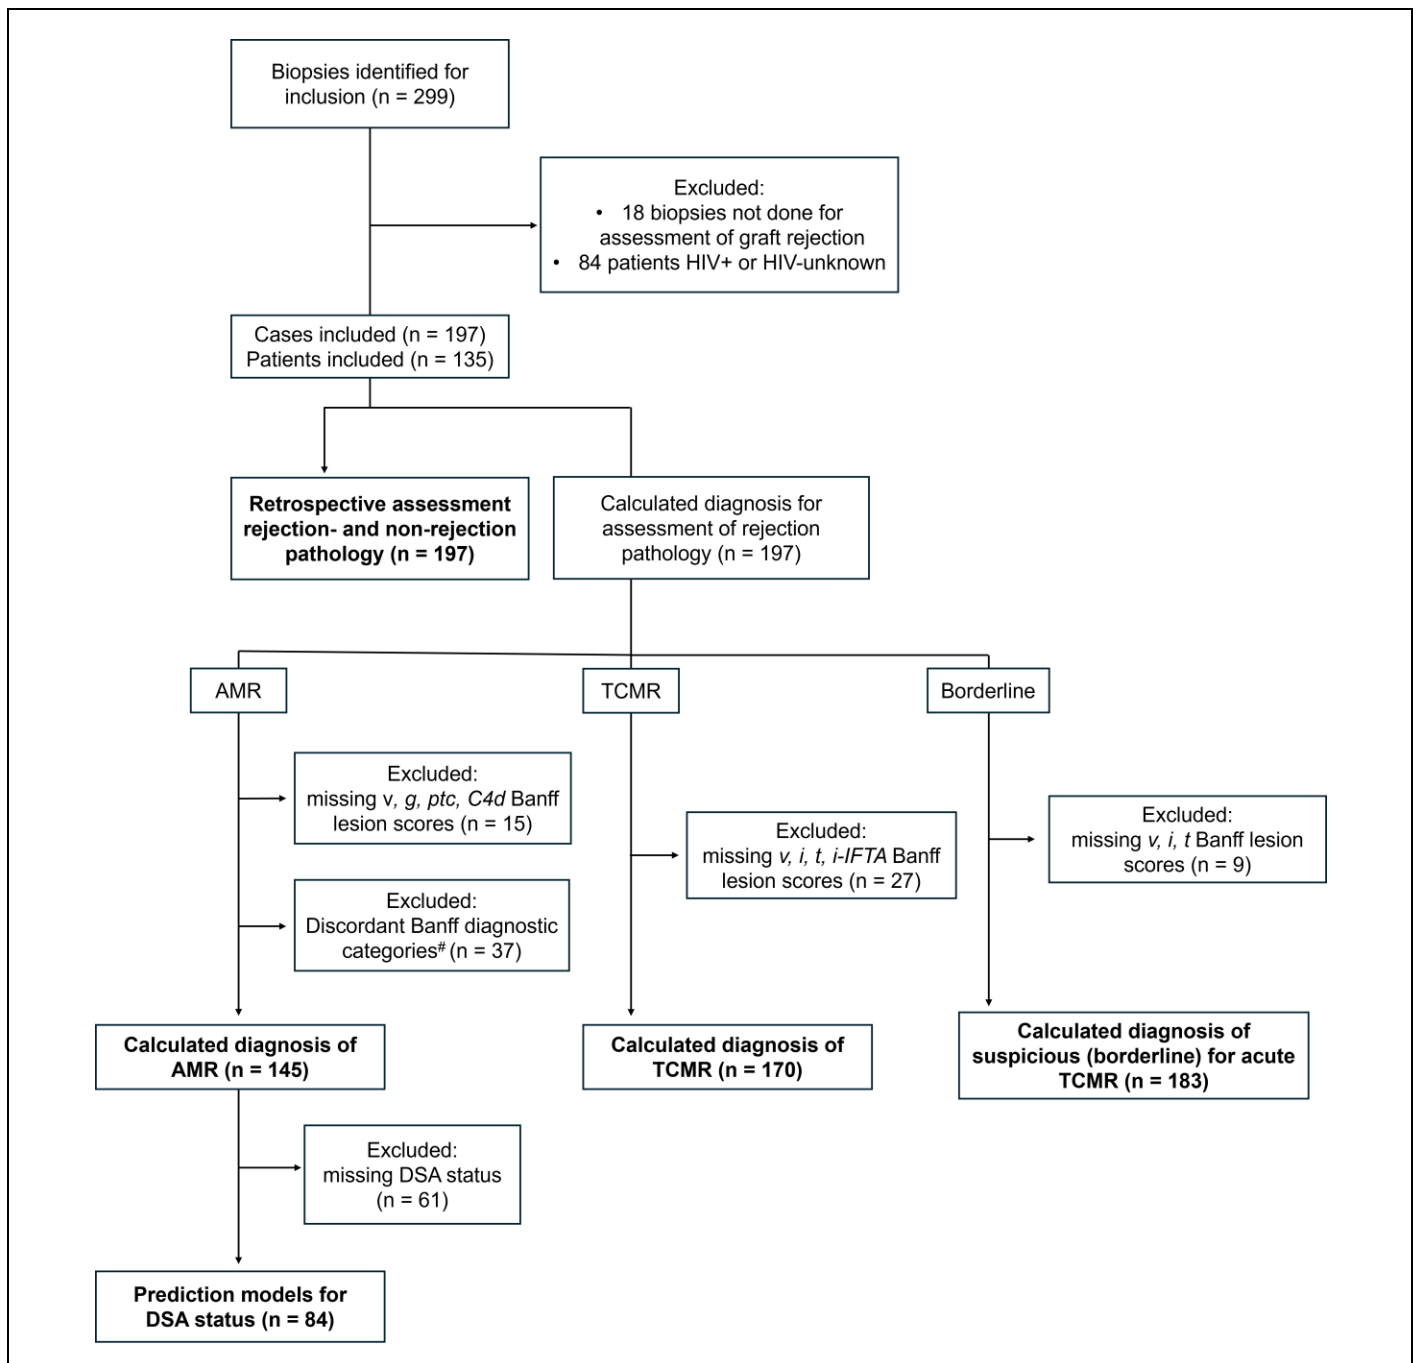 Biopsies identified for
inclusion (n = 299)
Excluded:
• 18 biopsies not done for
assessment of graft rejection
• 84 patients HIV+ or HIV-unknown
Cases included (n = 197)
Patients included (n = 135)
Retrospective assessment
rejection- and non-rejection
pathology (n = 197)
Calculated diagnosis for
assessment of rejection
pathology (n = 197)
AMR
TCMR
Borderline
Excluded:
missing v, g, ptc, C4d Banff
lesion scores (n = 15)
Excluded:
missing v, i, t, i-IFTA Banff
lesion scores (n = 27)
Excluded:
missing v, i, t Banff lesion
scores (n = 9)
Excluded:
Discordant Banff diagnostic
categories# (n = 37)
Calculated diagnosis of
AMR (n = 145)
Calculated diagnosis of
TCMR (n = 170)
Calculated diagnosis of
suspicious (borderline) for acute
TCMR (n = 183)
Excluded:
missing DSA status
(n = 61)
Prediction models for
DSA status (n = 84)